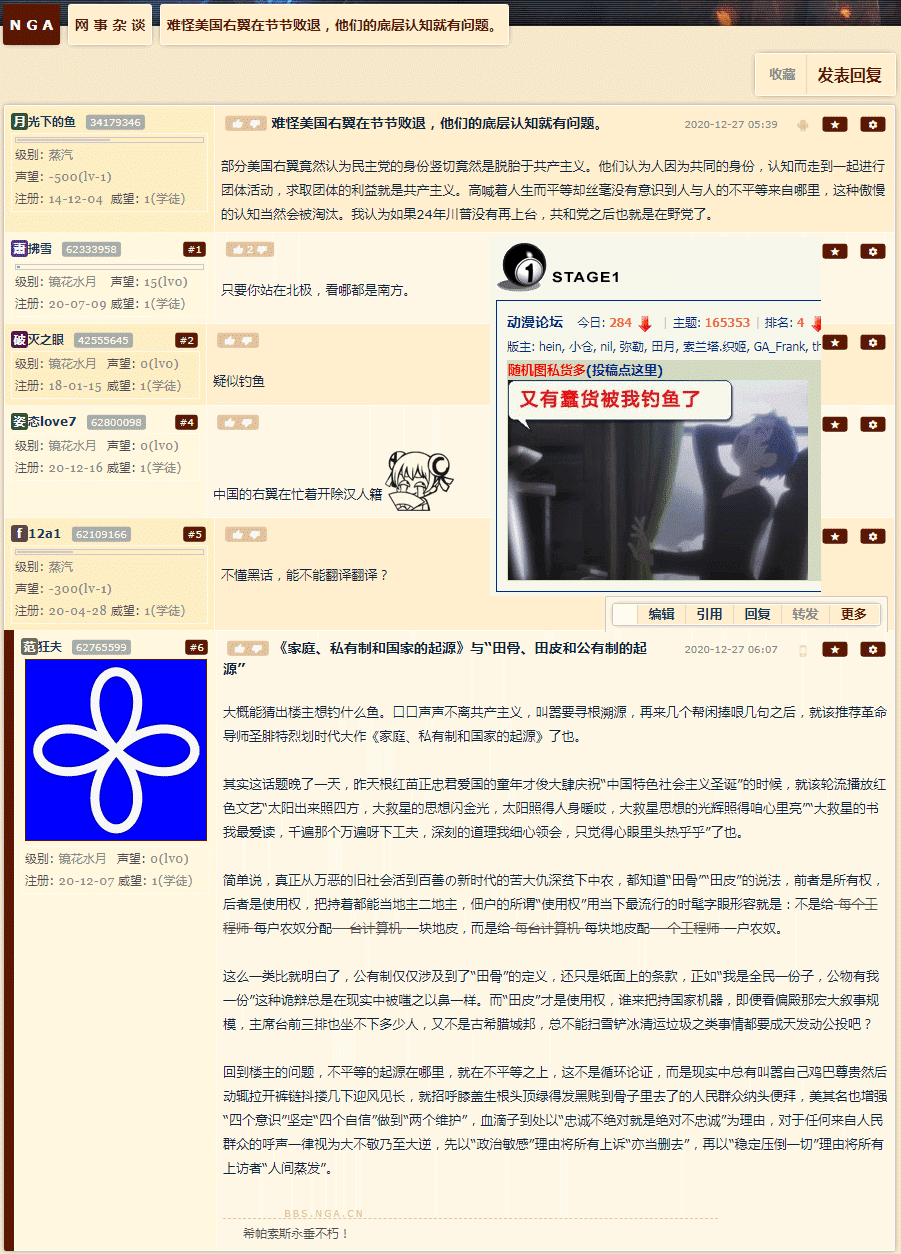 NGA 网事杂谈 难怪美国右翼在节节败退，他们的底层认知就有问题。
收藏 发表回复
月光下的鱼 34179346
级别: 蒸汽
声望: -500(lv-1)
注册: 14-12-04 威望: 1(学徒)
难怪美国右翼在节节败退，他们的底层认知就有问题。 2020-12-27 05:39
部分美国右翼竟然认为民主党的身份竖切竟然是脱胎于共产主义。他们认为人因为共同的身份，认知而走到一起进行
团体活动，求取团体的利益就是共产主义。高喊着人生而平等却丝毫没有意识到人与人的不平等来自哪里，这种傲慢
的认知当然会被淘汰。我认为如果24年川普没有再上台，共和党之后也就是在野党了。
肅拂雪 62333958 #1
级别: 镜花水月 声望: 15(lv0)
注册: 20-07-09 威望: 1(学徒)
2
只要你站在北极，看哪都是南方。
破灭之眼 42555645 #2
级别: 镜花水月 声望: 0(lv0)
注册: 18-01-15 威望: 1(学徒)
疑似钓鱼
姿态love7 62800098 #4
级别: 镜花水月 声望: 0(lv0)
注册: 20-12-16 威望: 1(学徒)
中国的右翼在忙着开除汉人籍
f12a1 62109166 #5
级别: 蒸汽
声望: -300(lv-1)
注册: 20-04-28 威望: 1(学徒)
不懂黑话，能不能翻译翻译？
1 STAGE1
动漫论坛 今日: 284 | 主题: 165353 | 排名: 4
版主: hein, 小仓, nil, 弥勒, 田月, 素兰塔.织姬, GA_Frank, th
随机图私货多(投稿点这里)
又有蠢货被我钓鱼了
编辑 引用 回复 转发 更多
范狂夫 62765599 #6
级别: 镜花水月 声望: 0(lv0)
注册: 20-12-07 威望: 1(学徒)
《家庭、私有制和国家的起源》与“田骨、田皮和公有制的起 2020-12-27 06:07
源”
大概能猜出楼主想钓什么鱼。口口声声不离共产主义，叫嚣要寻根溯源，再来几个帮闲捧哏几句之后，就该推荐革命
导师圣腓特烈划时代大作《家庭、私有制和国家的起源》了也。
其实这话题晚了一天，昨天根红苗正忠君爱国的童年才俊大肆庆祝“中国特色社会主义圣诞”的时候，就该轮流播放红
色文艺“太阳出来照四方，大救星的思想闪金光，太阳照得人身暖哎，大救星思想的光辉照得咱心里亮”“大救星的书
我最爱读，千遍那个万遍呀下工夫，深刻的道理我细心领会，只觉得心眼里头热乎乎”了也。
简单说，真正从万恶的旧社会活到百善の新时代的苦大仇深贫下中农，都知道“田骨”“田皮”的说法，前者是所有权，
后者是使用权，把持着都能当地主二地主，佃户的所谓“使用权”用当下最流行的时髦字眼形容就是：不是给 每个工
程师 每户农奴分配 一台计算机 一块地皮，而是给 每台计算机 每块地皮配 一个工程师 一户农奴。
这么一类比就明白了，公有制仅仅涉及到了“田骨”的定义，还只是纸面上的条款，正如“我是全民一份子，公物有我
一份”这种诡辩总是在现实中被嗤之以鼻一样。而“田皮”才是使用权，谁来把持国家机器，即便看偏殿那宏大叙事规
模，主席台前三排也坐不下多少人，又不是古希腊城邦，总不能扫雪铲冰清运垃圾之类事情都要成天发动公投吧？
回到楼主的问题，不平等的起源在哪里，就在不平等之上，这不是循环论证，而是现实中总有叫嚣自己鸡巴尊贵然后
动辄拉开裤链抖搂几下迎风见长，就招呼膝盖生根头顶绿得发黑贱到骨子里去了的人民群众纳头便拜，美其名也增强
“四个意识”坚定“四个自信”做到“两个维护”，血滴子到处以“忠诚不绝对就是绝对不忠诚”为理由，对于任何来自人民
群众的呼声一律视为大不敬乃至大逆，先以“政治敏感”理由将所有上诉“亦当删去”，再以“稳定压倒一切”理由将所有
上访者“人间蒸发”。
BBS.NGA.CN
希帕索斯永垂不朽！